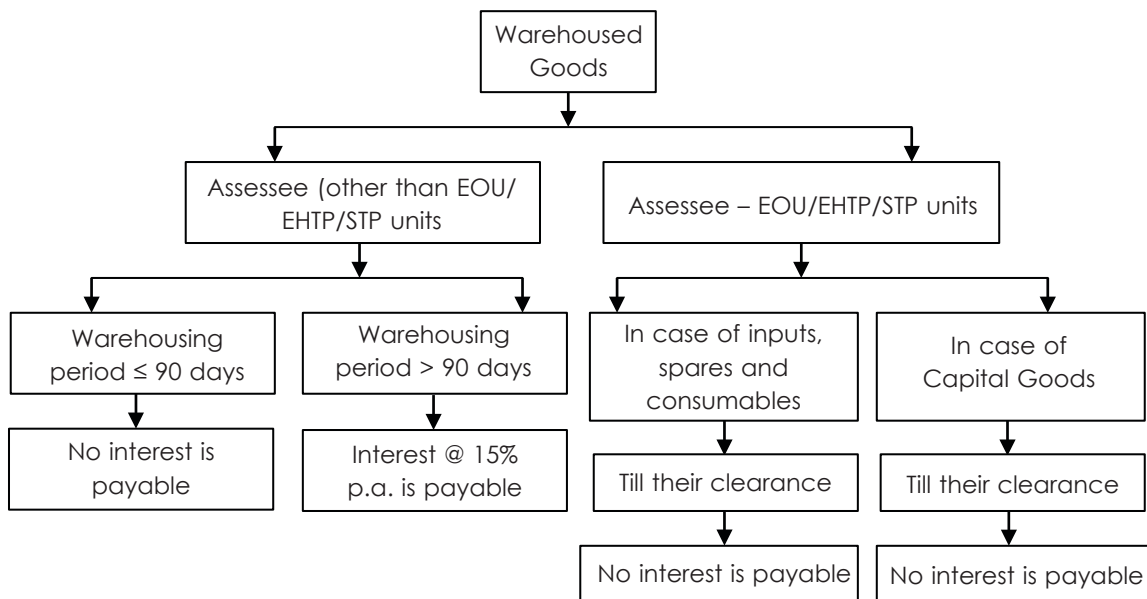 Warehoused
Goods
Assessee (other than EOU/
EHTP/STP units
Assessee – EOU/EHTP/STP units
Warehousing
period ≤ 90 days
Warehousing
period > 90 days
In case of inputs,
spares and
consumables
In case of
Capital Goods
No interest is
payable
Interest @ 15%
p.a. is payable
Till their clearance
Till their clearance
No interest is payable
No interest is payable